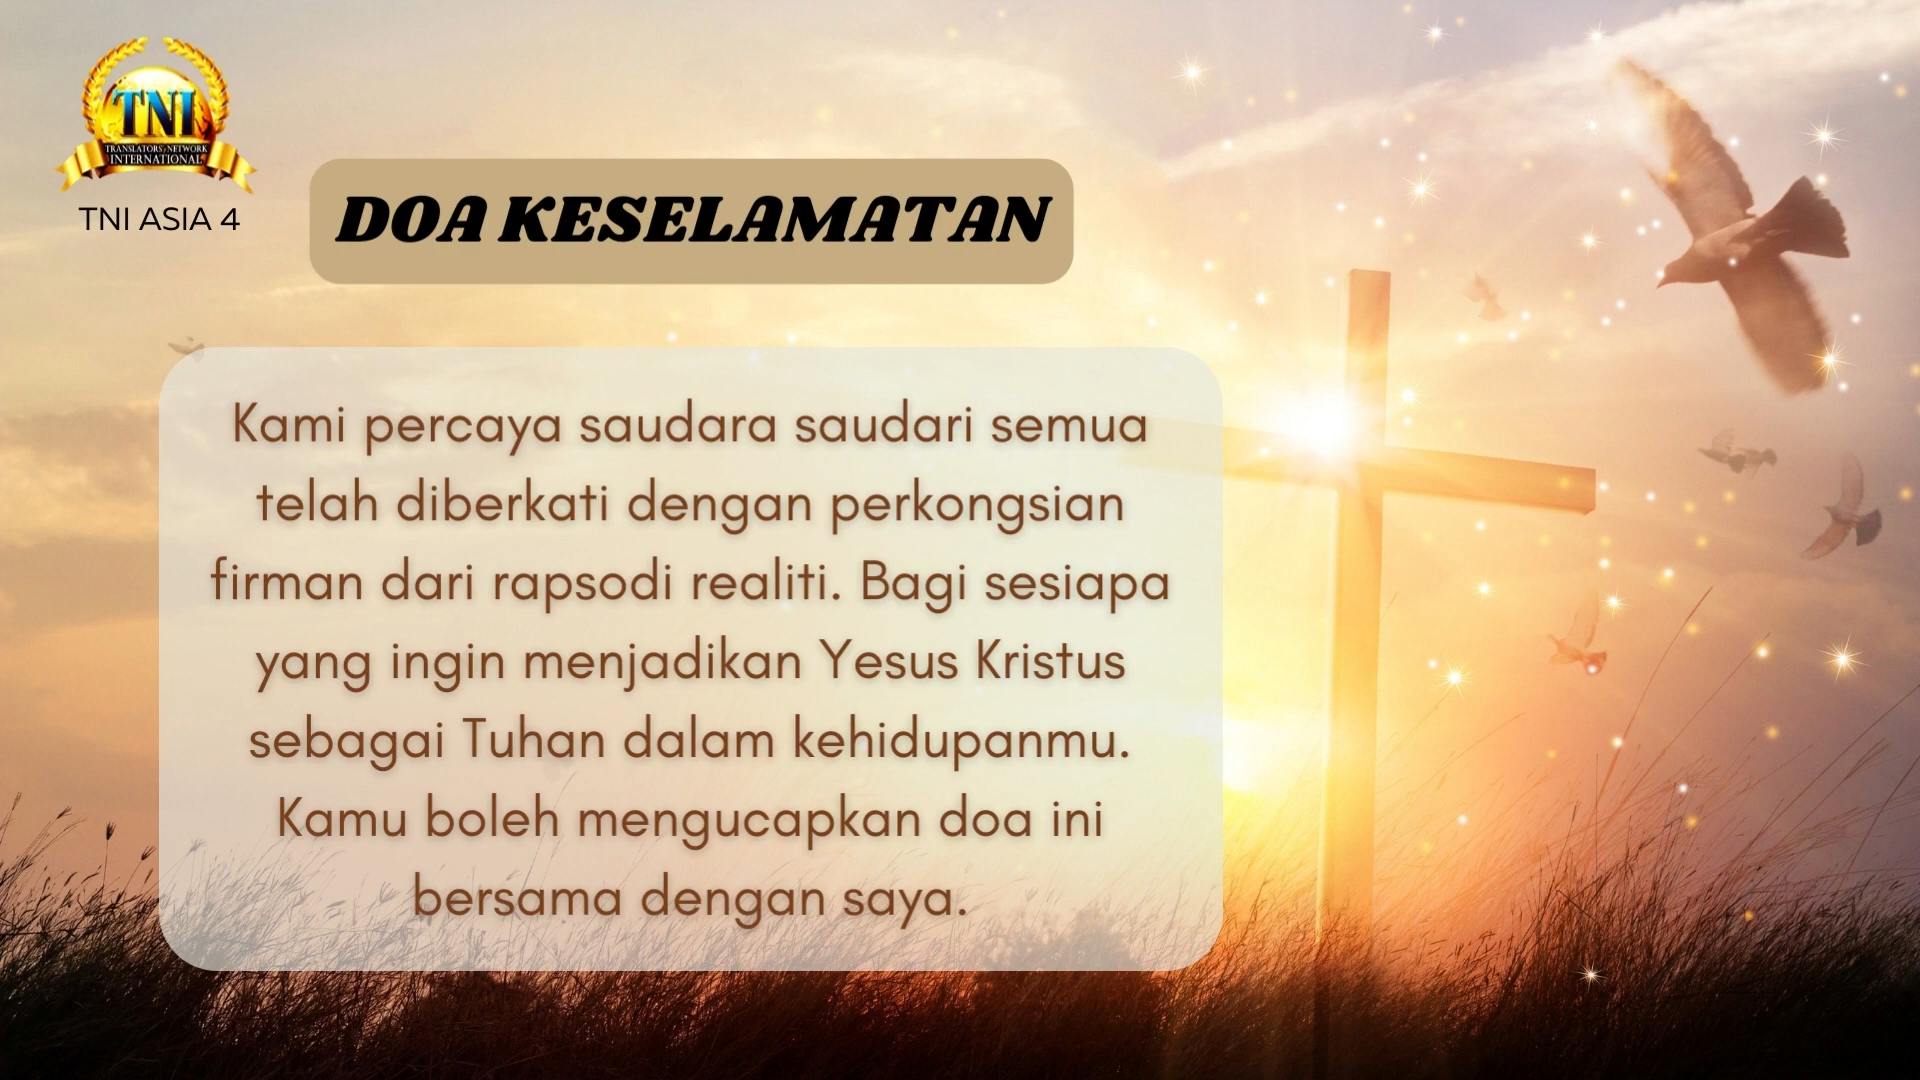 TNI
TRANSLATORS' NETWORK
INTERNATIONAL
TNI ASIA 4
DOA KESELAMATAN
Kami percaya saudara saudari semua
telah diberkati dengan perkongsian
firman dari rapsodi realiti. Bagi sesiapa
yang ingin menjadikan Yesus Kristus
sebagai Tuhan dalam kehidupanmu.
Kamu boleh mengucapkan doa ini
bersama dengan saya.